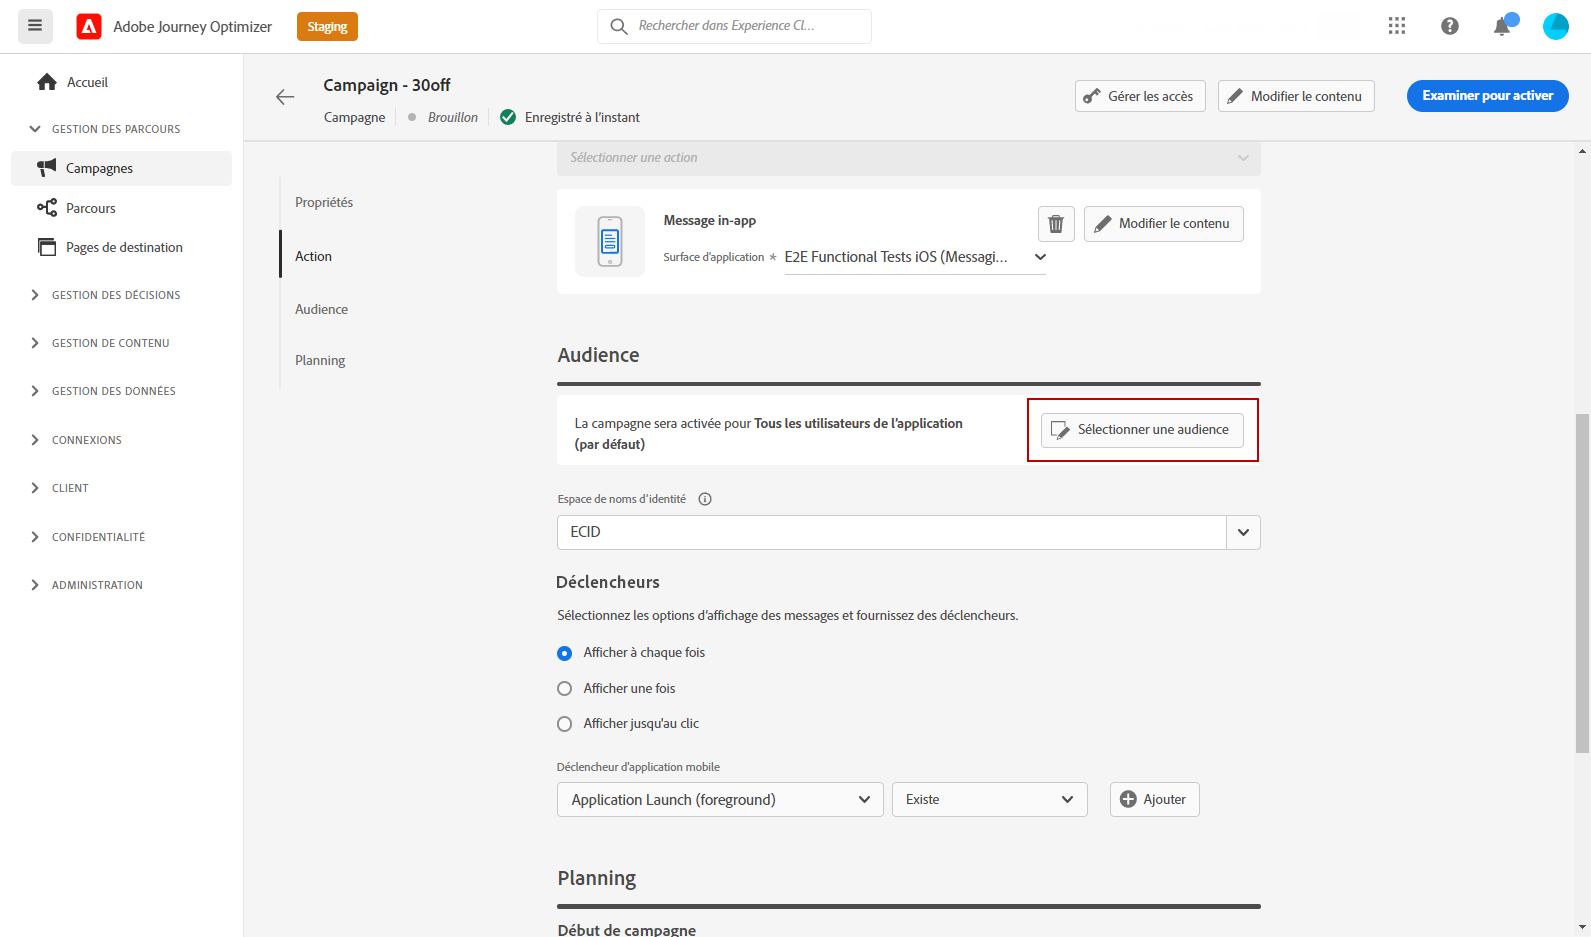 Adobe Journey Optimizer
Staging
Rechercher dans Experience Cl...
Accueil
GESTION DES PARCOURS
Campagnes
Parcours
Pages de destination
GESTION DES DÉCISIONS
GESTION DE CONTENU
GESTION DES DONNÉES
CONNEXIONS
CLIENT
CONFIDENTIALITÉ
ADMINISTRATION
Campaign - 30off
Campagne
Brouillon
Enregistré à l'instant
Gérer les accès
Modifier le contenu
Examiner pour activer
Propriétés
Action
Audience
Planning
Sélectionner une action
Message in-app
Surface d'application * E2E Functional Tests iOS (Messagi...
Modifier le contenu
Audience
La campagne sera activée pour Tous les utilisateurs de l'application
(par défaut)
Sélectionner une audience
Espace de noms d'identité
ECID
Déclencheurs
Sélectionnez les options d'affichage des messages et fournissez des déclencheurs.
Afficher à chaque fois
Afficher une fois
Afficher jusqu'au clic
Déclencheur d'application mobile
Application Launch (foreground)
Existe
Ajouter
Planning
Début de campagne